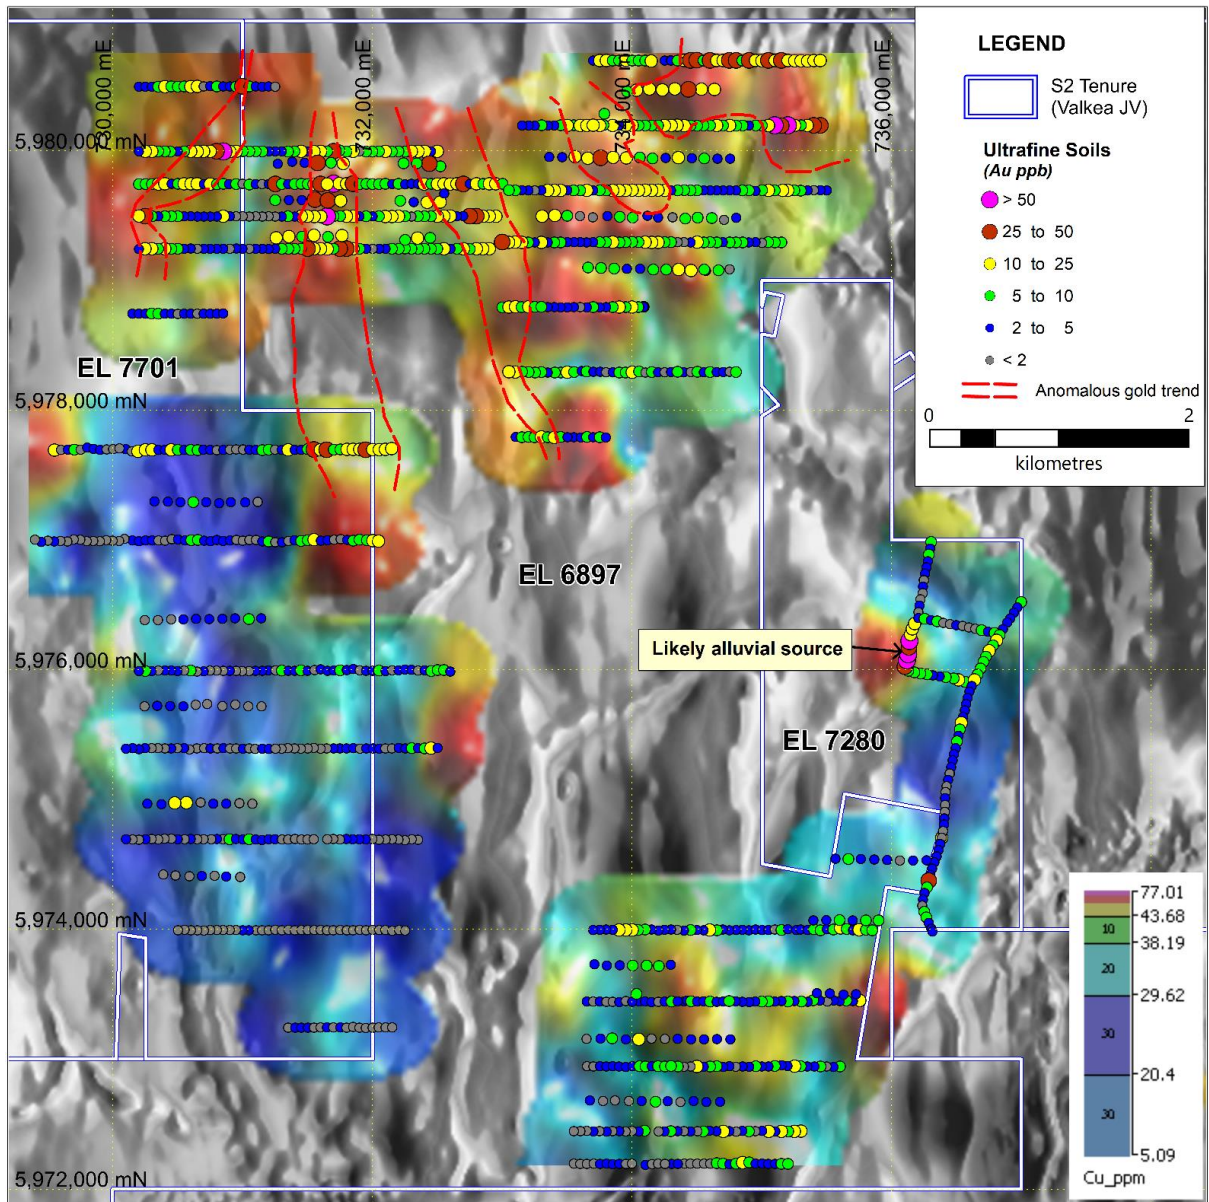 730,000 mE
732,000 mE
734,000 mE
736,000 mE
LEGEND
S2 Tenure
(Valkea JV)
Ultrafine Soils
(Au ppb)
> 50
25 to 50
10 to 25
5 to 10
2 to 5
< 2
Anomalous gold trend
0 2
kilometres
5,980,000 mN
EL 7701
5,978,000 mN
EL 6897
Likely alluvial source
5,976,000 mN
EL 7280
5,974,000 mN
77.01
43.68
10
38.19
20
29.62
30
20.4
30
5.09
Cu_ppm
5,972,000 mN